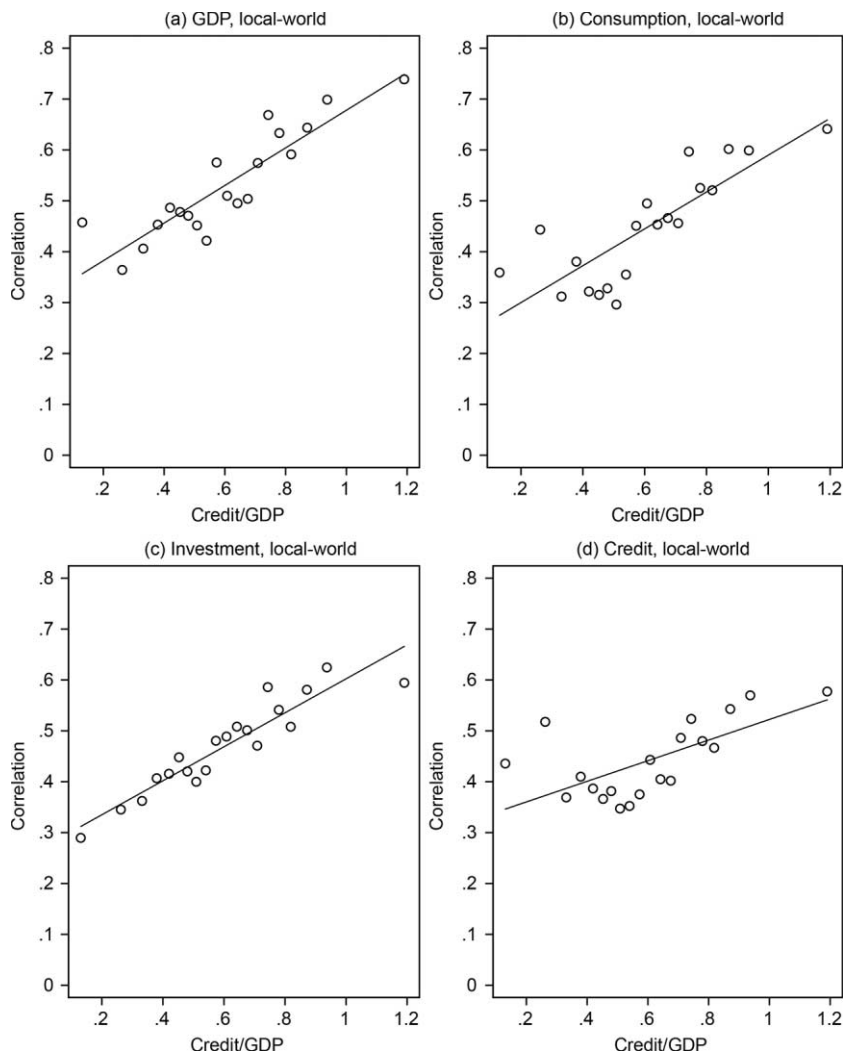 (a) GDP, local-world
.8
.7
.6
.5
.4
.3
.2
.1
0
Correlation
.2 .4 .6 .8 1 1.2
Credit/GDP
(b) Consumption, local-world
.8
.7
.6
.5
.4
.3
.2
.1
0
Correlation
.2 .4 .6 .8 1 1.2
Credit/GDP
(c) Investment, local-world
.8
.7
.6
.5
.4
.3
.2
.1
0
Correlation
.2 .4 .6 .8 1 1.2
Credit/GDP
(d) Credit, local-world
.8
.7
.6
.5
.4
.3
.2
.1
0
Correlation
.2 .4 .6 .8 1 1.2
Credit/GDP